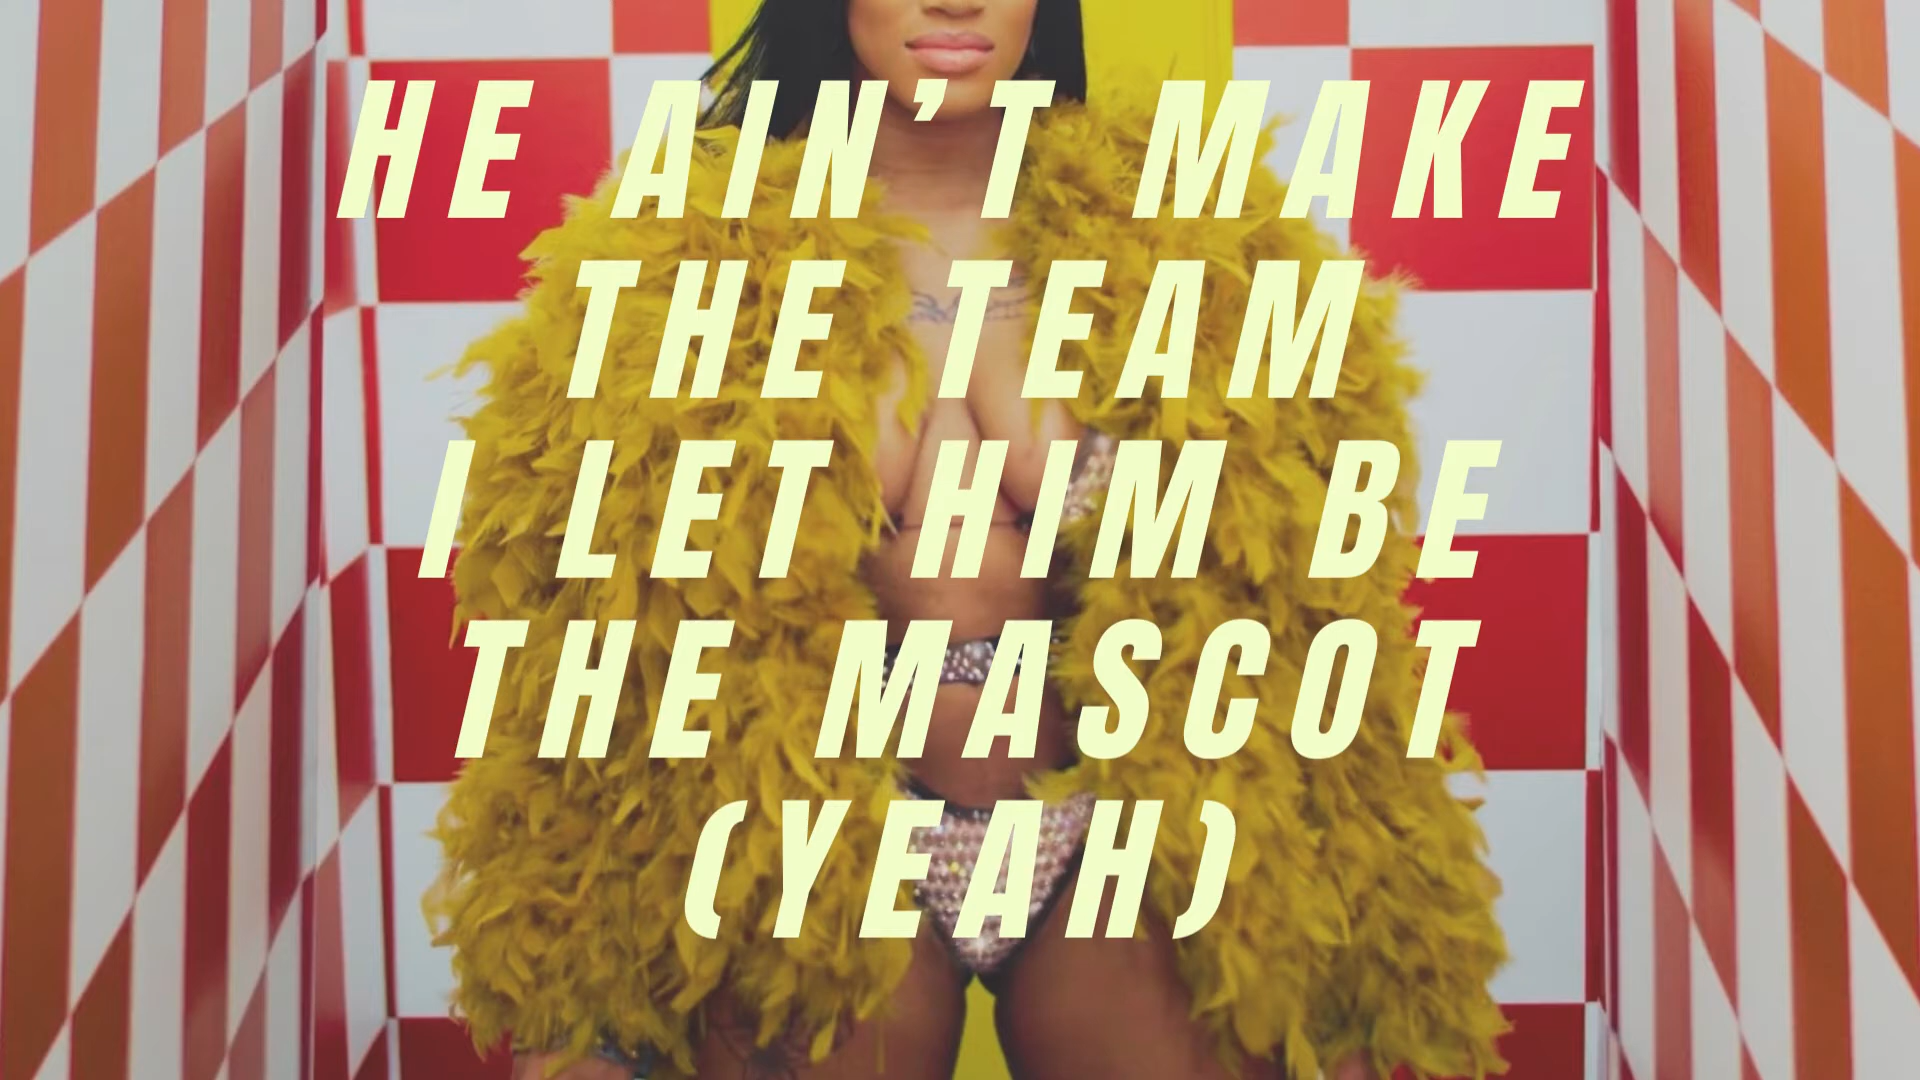 HE AIN’T MAKE
THE TEAM
I LET HIM BE
THE MASCOT
(YEAH)